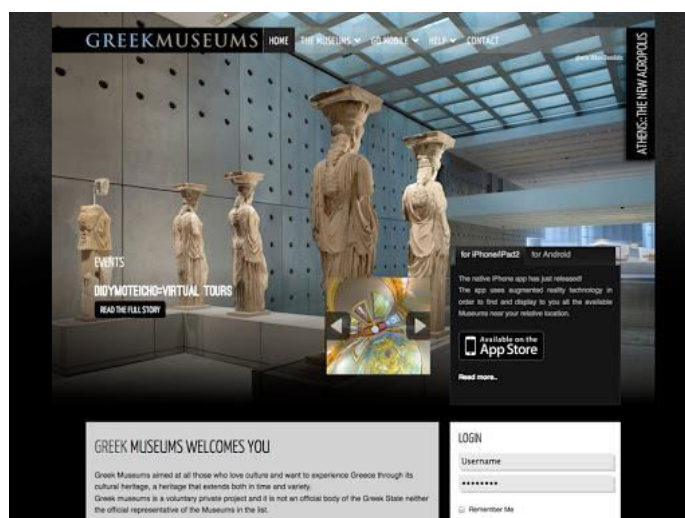 GREEKMUSEUMS
HOME
THE MUSEUMS
GO MOBILE
HELP
CONTACT
ATHENS::THE NEW ACROPOLIS
EVENTS
DIDYMOTEICHO=VIRTUAL TOURS
READ THE FULL STORY
for iPhone/iPad2 for Android
The native iPhone app has just released!
The app uses augmented reality technology in
order to find and display to you all the available
Museums near your relative location.
Available on the
App Store
Read more..
GREEK MUSEUMS WELCOMES YOU
Greek Museums aimed at all those who love culture and want to experience Greece through its
cultural heritage, a heritage that extends both in time and variety.
Greek museums is a voluntary private project and it is not an official body of the Greek State neither
the official representative of the Museums in the list.
LOGIN
Username
••••••••
Remember Me